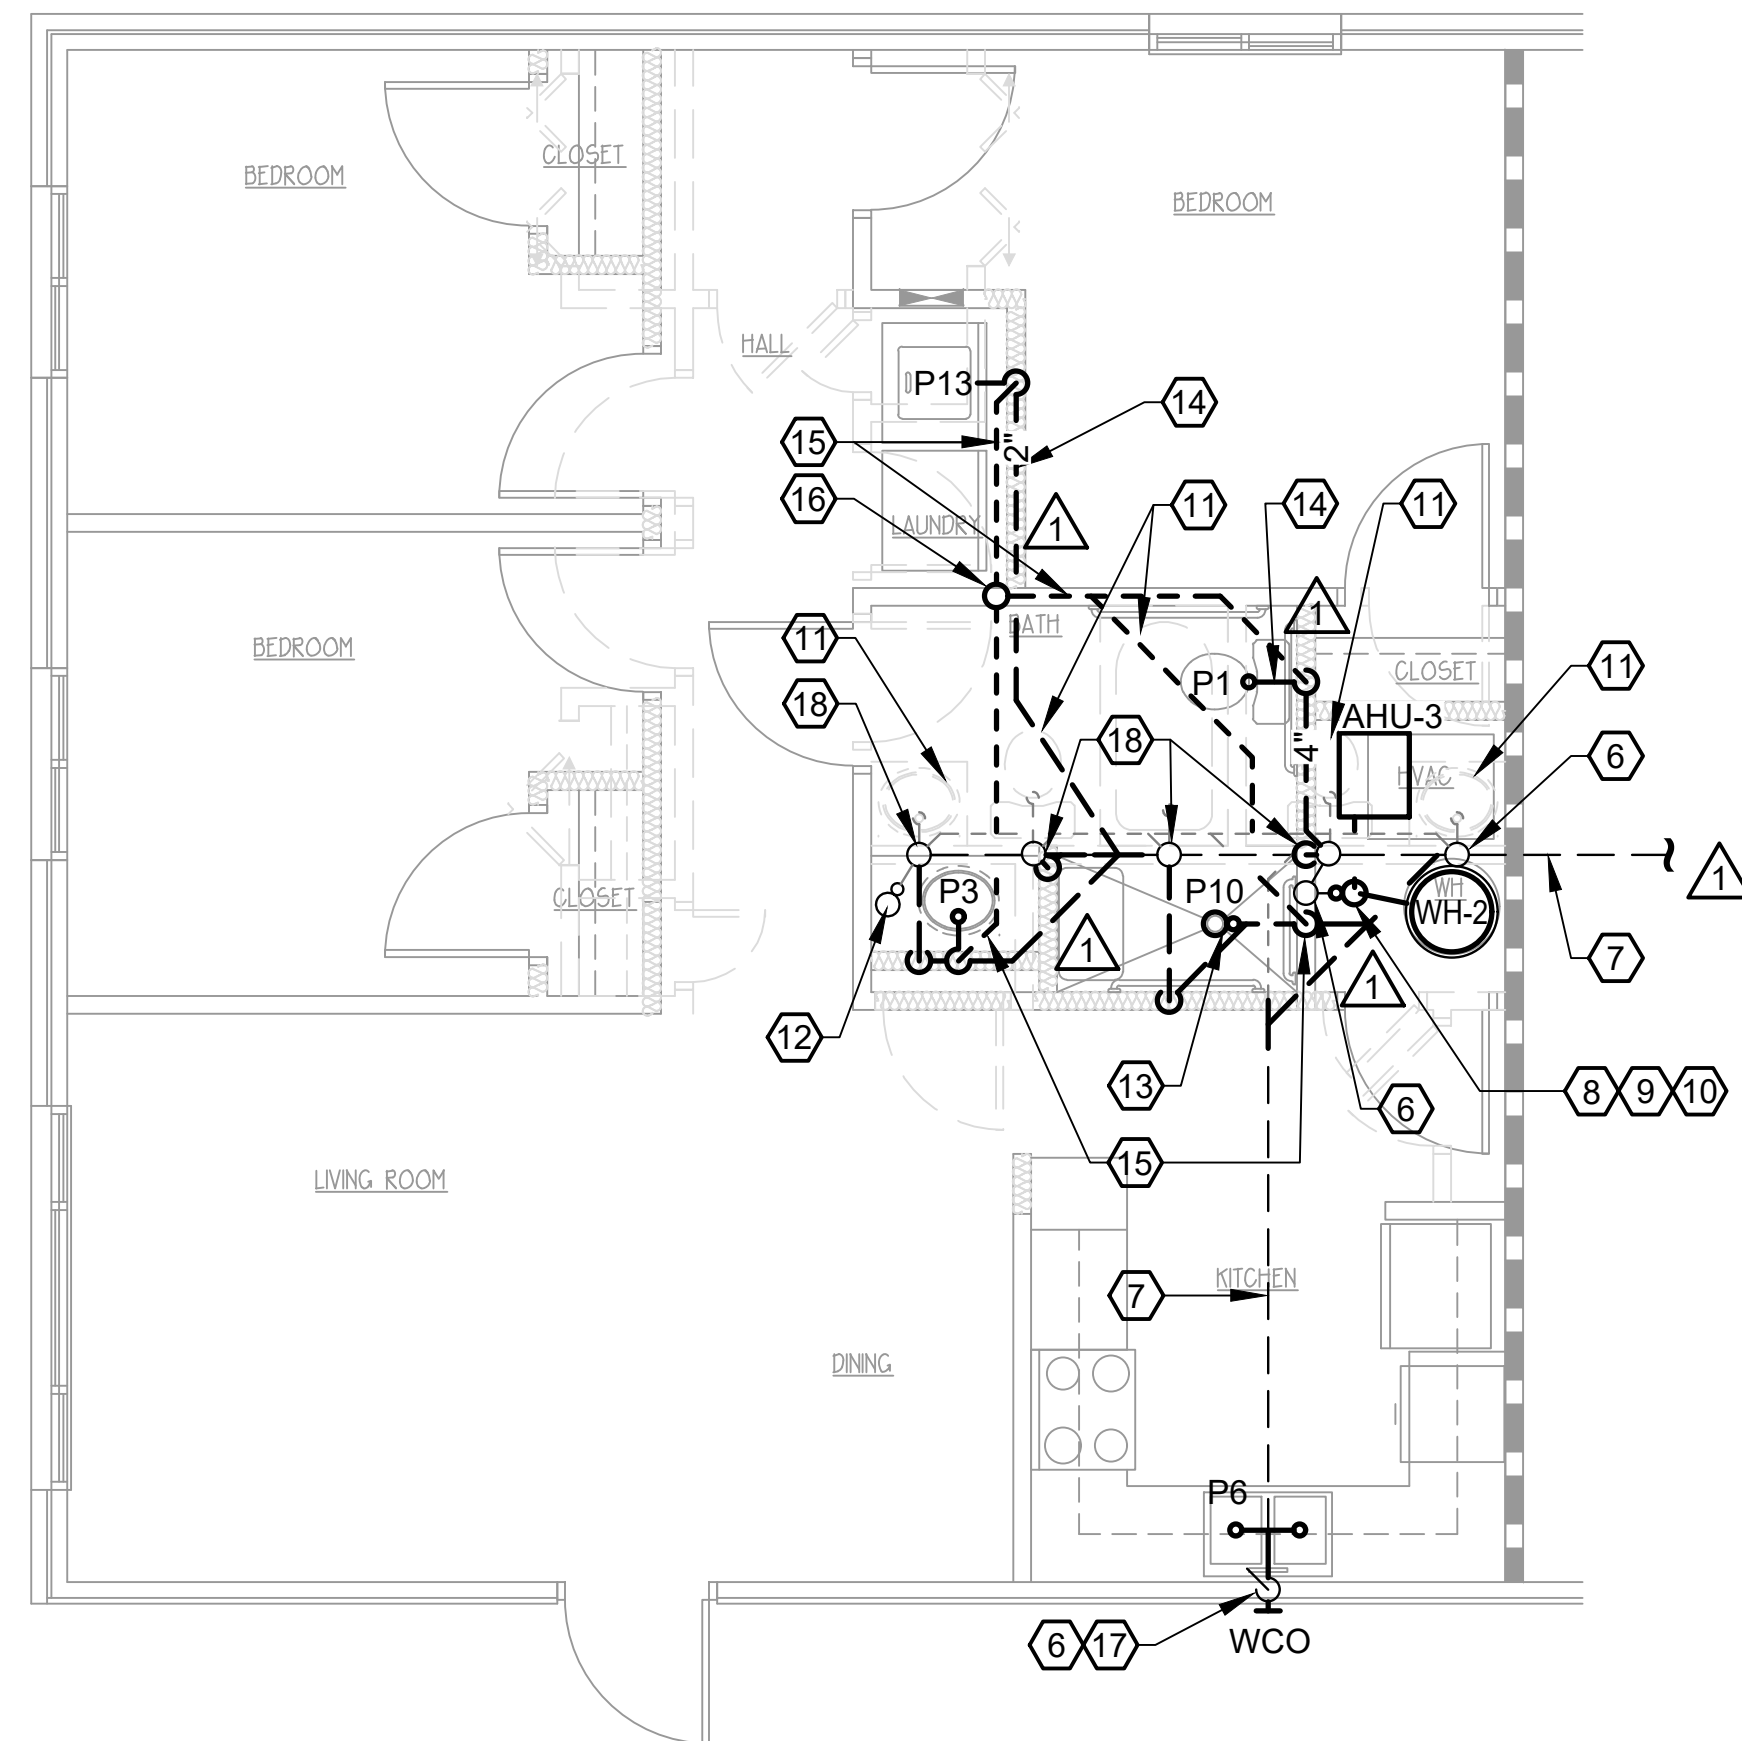 CLOSET
BEDROOM
BEDROOM
HALL
P13
14
15
2"
16
11
14
11
LAUNDRY
1
1
BATH
11
BEDROOM
11
CLOSET
P1
18
AHU-3
18
4"
6
HVAC
1
P3
P10
WH
WH-2
CLOSET
1
7
1
12
13
8 9 10
6
15
LIVING ROOM
KITCHEN
7
DINING
P6
6 17
WCO